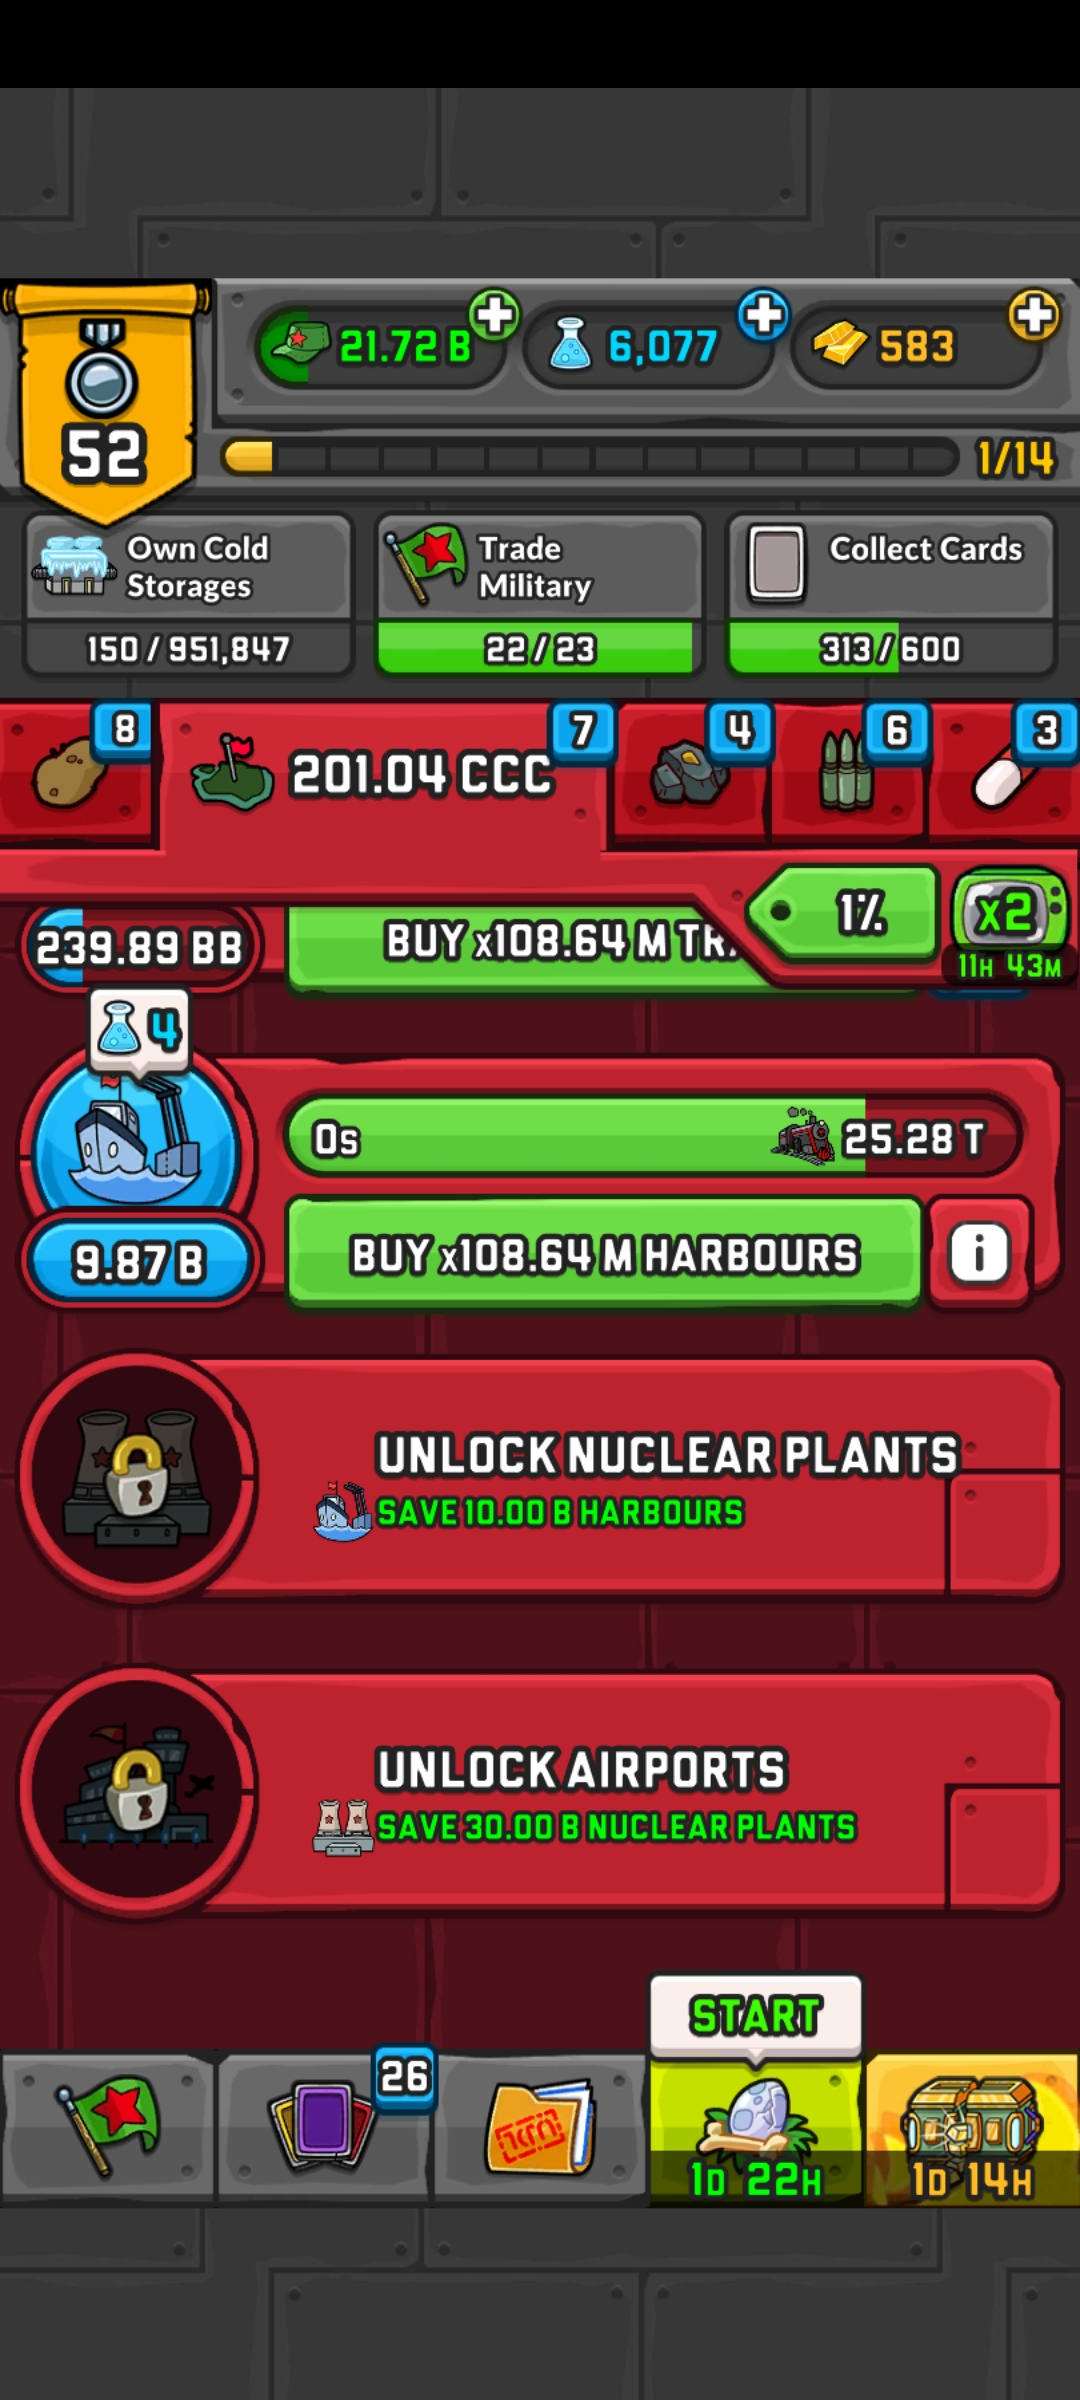 21.72 B
6,077
583
52
1/14
Own Cold
Storages
150 / 951,847
Trade
Military
22 / 23
Collect Cards
313 / 600
8
201.04 CCC
7
4
6
3
1%
x2
11H 43M
239.89 BB
BUY x108.64 M
4
0s
25.28 T
9.87 B
BUY x108.64 M HARBOURS
i
UNLOCK NUCLEAR PLANTS
SAVE 10.00 B HARBOURS
UNLOCK AIRPORTS
SAVE 30.00 B NUCLEAR PLANTS
START
26
1D 22H
1D 14H